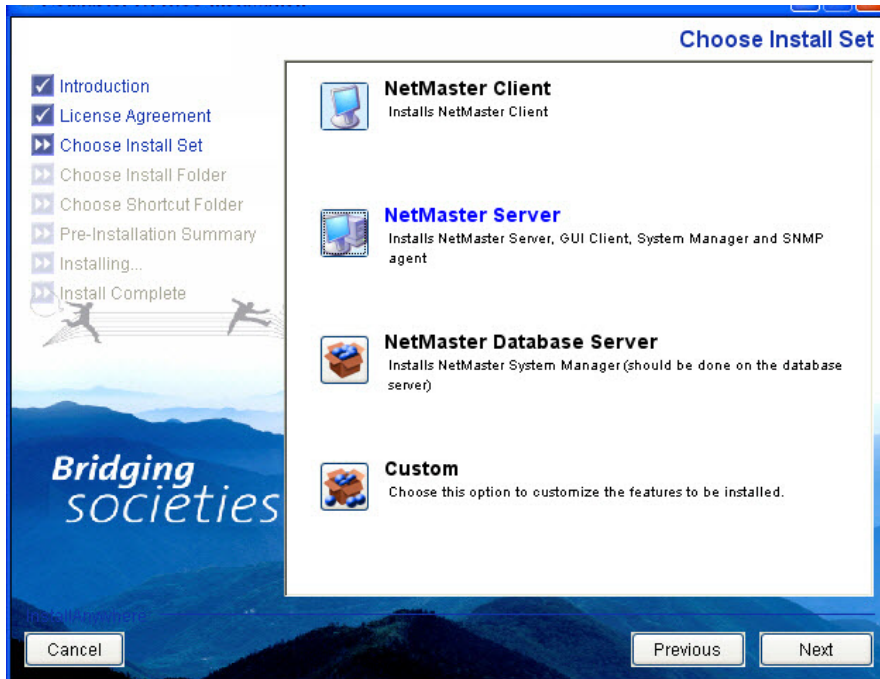 Choose Install Set
Introduction
License Agreement
Choose Install Set
Choose Install Folder
Choose Shortcut Folder
Pre-Installation Summary
Installing...
Install Complete
NetMaster Client
Installs NetMaster Client
NetMaster Server
Installs NetMaster Server, GUI Client, System Manager and SNMP
agent
NetMaster Database Server
Installs NetMaster System Manager (should be done on the database
server)
Custom
Choose this option to customize the features to be installed.
Bridging
societies
InstallAnywhere
Cancel
Previous
Next